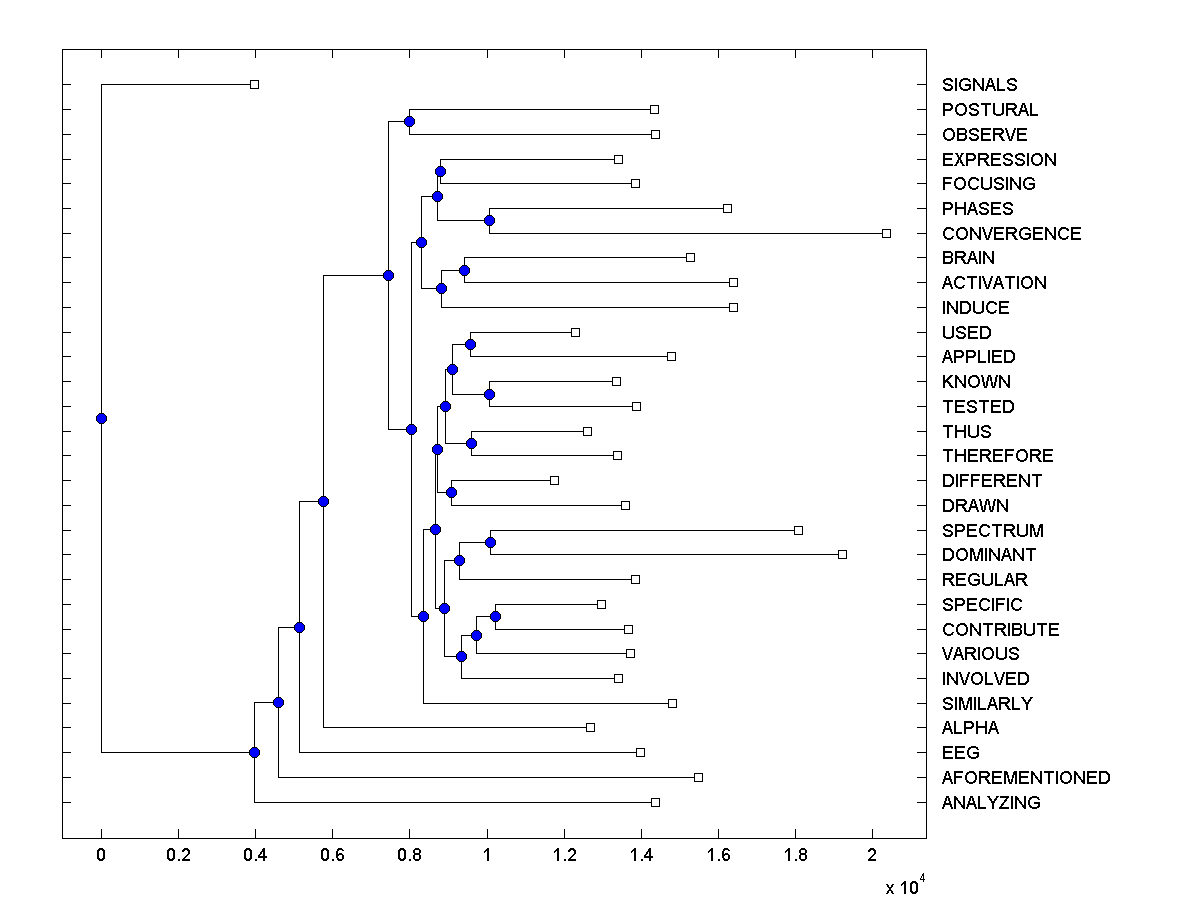 SIGNALS
POSTURAL
OBSERVE
EXPRESSION
FOCUSING
PHASES
CONVERGENCE
BRAIN
ACTIVATION
INDUCE
USED
APPLIED
KNOWN
TESTED
THUS
THEREFORE
DIFFERENT
DRAWN
SPECTRUM
DOMINANT
REGULAR
SPECIFIC
CONTRIBUTE
VARIOUS
INVOLVED
SIMILARLY
ALPHA
EEG
AFOREMENTIONED
ANALYZING
0 0.2 0.4 0.6 0.8 1 1.2 1.4 1.6 1.8 2
x 10^4